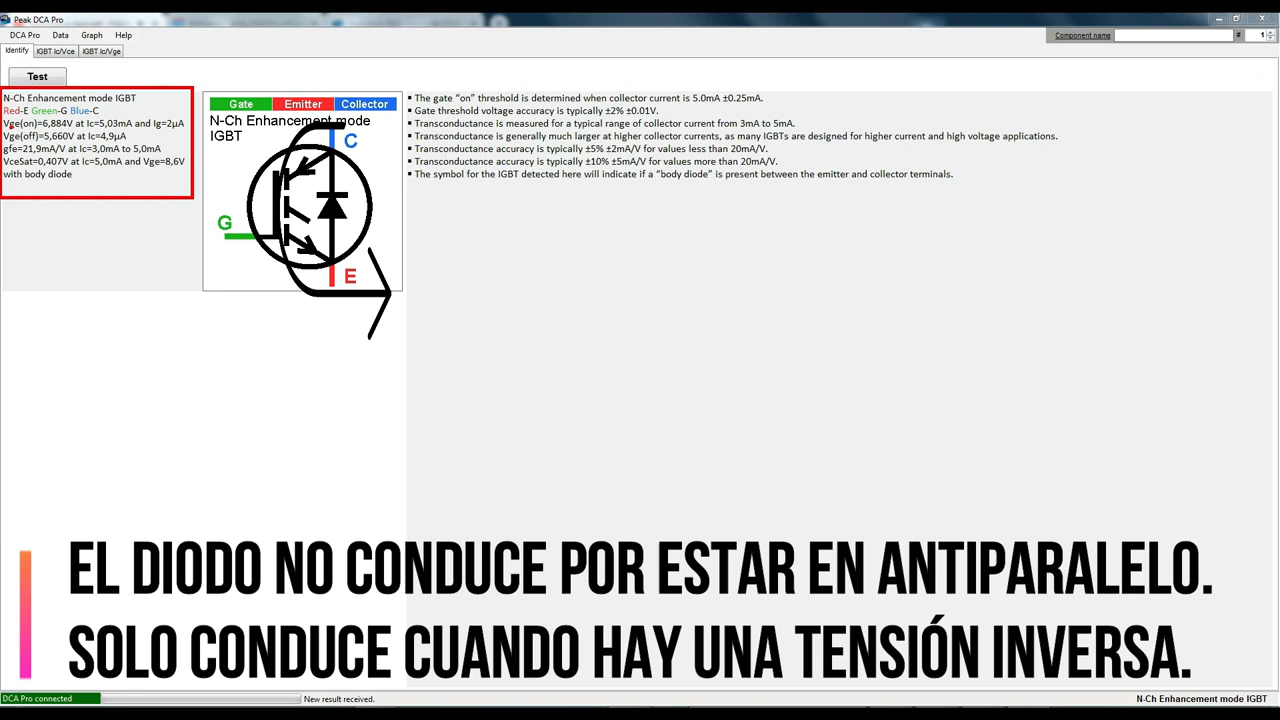 Peak DCA Pro
DCA Pro Data Graph Help
Component name # 1
Identify IGBT Ic/Vce IGBT Ic/Vge
Test
N-Ch Enhancement mode IGBT
Red-E Green-G Blue-C
Vge(on)=6,884V at Ic=5,03mA and Ig=2µA
Vge(off)=5,660V at Ic=4,9µA
gfe=21,9mA/V at Ic=3,0mA to 5,0mA
VceSat=0,407V at Ic=5,0mA and Vge=8,6V
with body diode
Gate Emitter Collector
N-Ch Enhancement mode
IGBT
C
G
E
▪ The gate “on” threshold is determined when collector current is 5.0mA ±0.25mA.
▪ Gate threshold voltage accuracy is typically ±2% ±0.01V.
▪ Transconductance is measured for a typical range of collector current from 3mA to 5mA.
▪ Transconductance is generally much larger at higher collector currents, as many IGBTs are designed for higher current and high voltage applications.
▪ Transconductance accuracy is typically ±5% ±2mA/V for values less than 20mA/V.
▪ Transconductance accuracy is typically ±10% ±5mA/V for values more than 20mA/V.
▪ The symbol for the IGBT detected here will indicate if a “body diode” is present between the emitter and collector terminals.
EL DIODO NO CONDUCE POR ESTAR EN ANTIPARALELO.
SOLO CONDUCE CUANDO HAY UNA TENSIÓN INVERSA.
DCA Pro connected New result received. N-Ch Enhancement mode IGBT